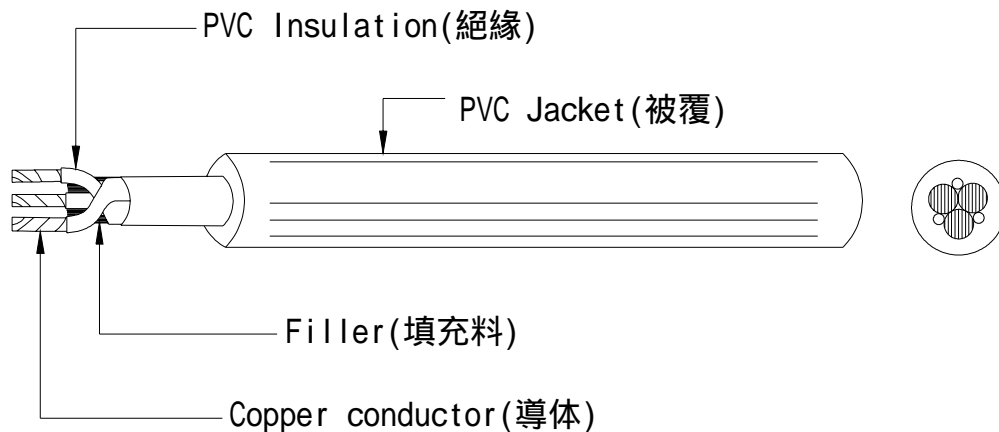 PVC Insulation(絕緣)
PVC Jacket(被覆)
Filler(填充料)
Copper conductor(導体)